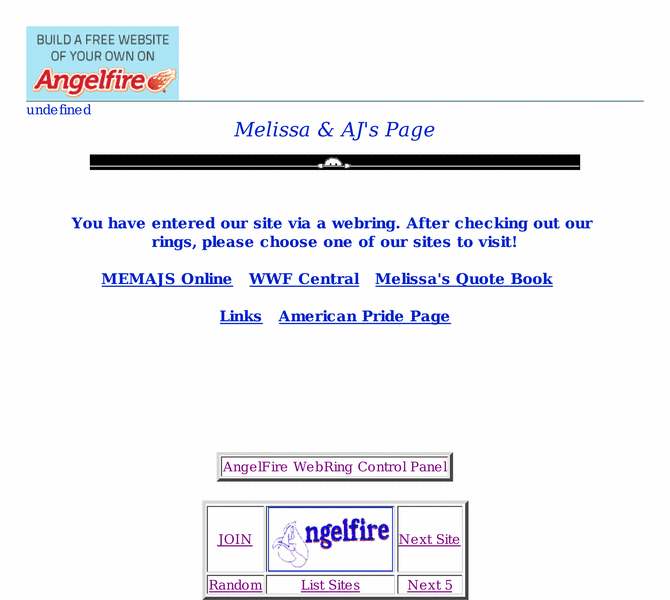 BUILD A FREE WEBSITE
OF YOUR OWN ON
Angelfire
undefined
Melissa & AJ's Page
You have entered our site via a webring. After checking out our
rings, please choose one of our sites to visit!
MEMAJS Online WWF Central Melissa's Quote Book
Links American Pride Page
AngelFire WebRing Control Panel
JOIN ngelfire Next Site
Random List Sites Next 5